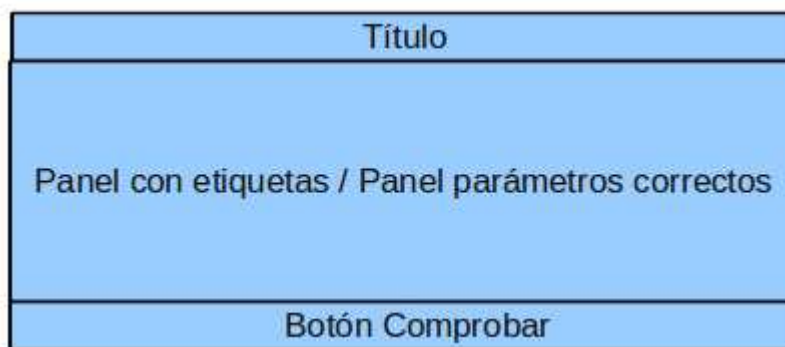 Título
Panel con etiquetas / Panel parámetros correctos
Botón Comprobar